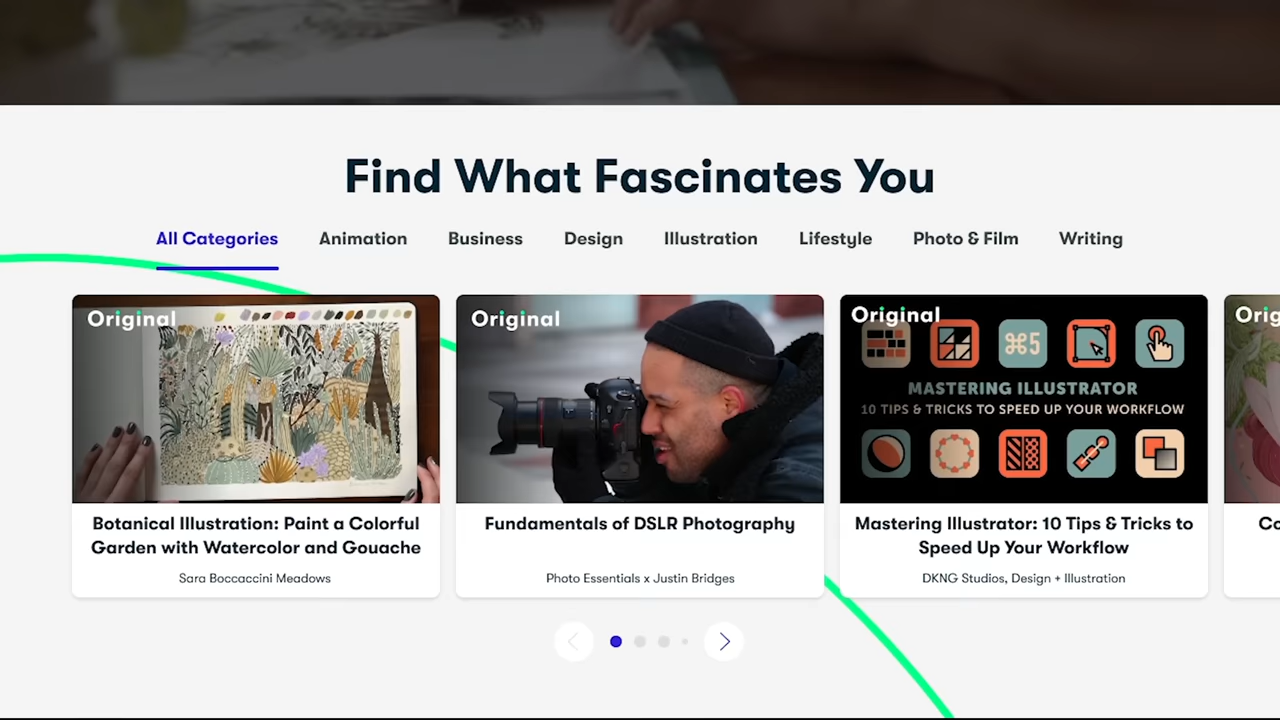 Find What Fascinates You
All Categories
Animation
Business
Design
Illustration
Lifestyle
Photo & Film
Writing
Original
Botanical Illustration: Paint a Colorful
Garden with Watercolor and Gouache
Sara Boccaccini Meadows
Original
Fundamentals of DSLR Photography
Photo Essentials x Justin Bridges
Original
⌘5
MASTERING ILLUSTRATOR
10 TIPS & TRICKS TO SPEED UP YOUR WORKFLOW
Mastering Illustrator: 10 Tips & Tricks to
Speed Up Your Workflow
DKNG Studios, Design + Illustration
Orig
Co